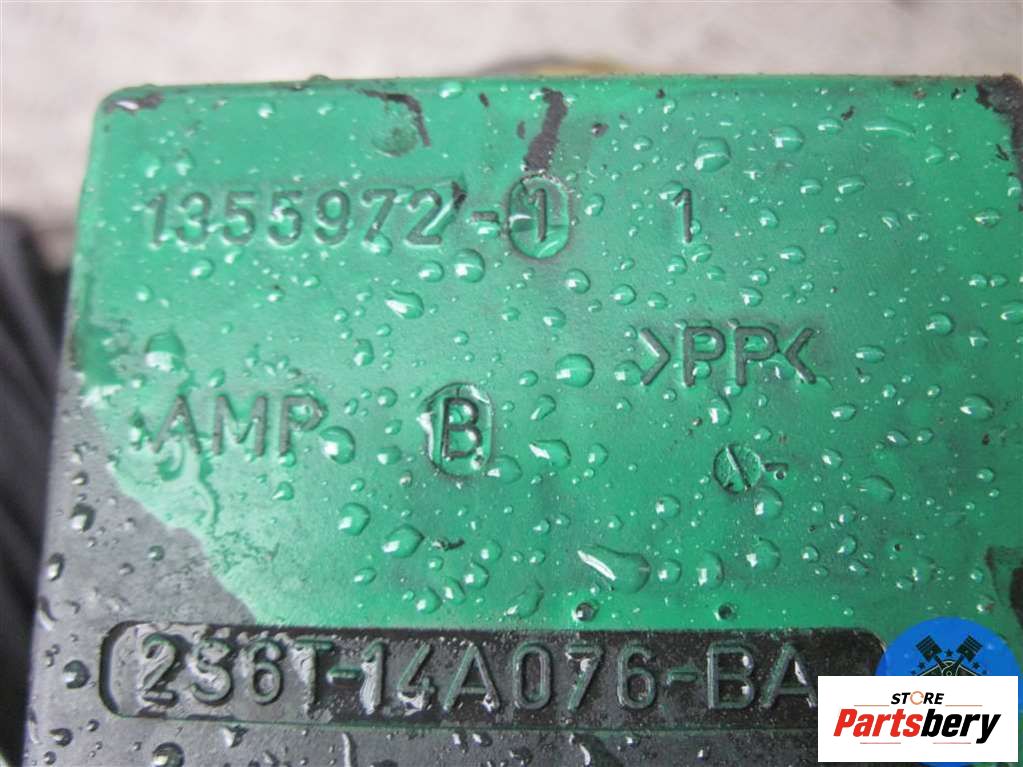 1355972-1 1
>PP<
AMP B
2S6T-14A076-BA
STORE
Partsbery